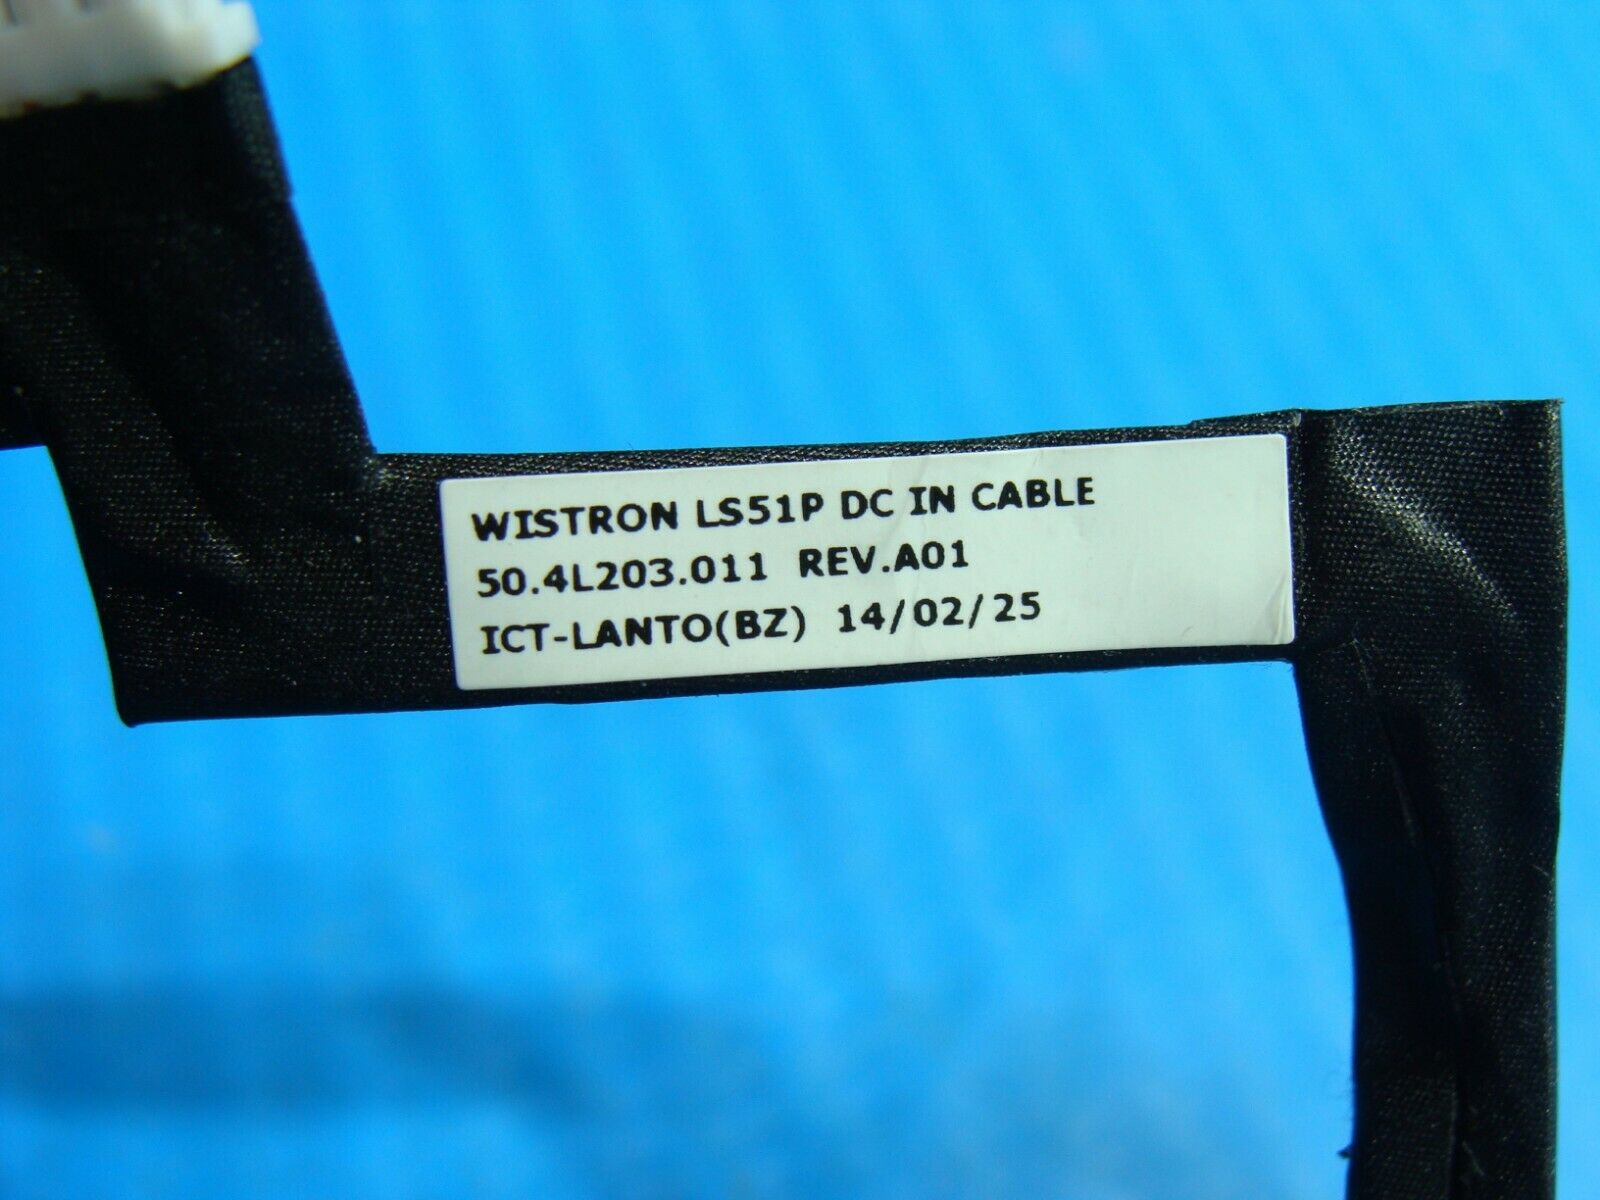 WISTRON LS51P DC IN CABLE
50.4L203.011 REV.A01
ICT-LANTO(BZ) 14/02/25